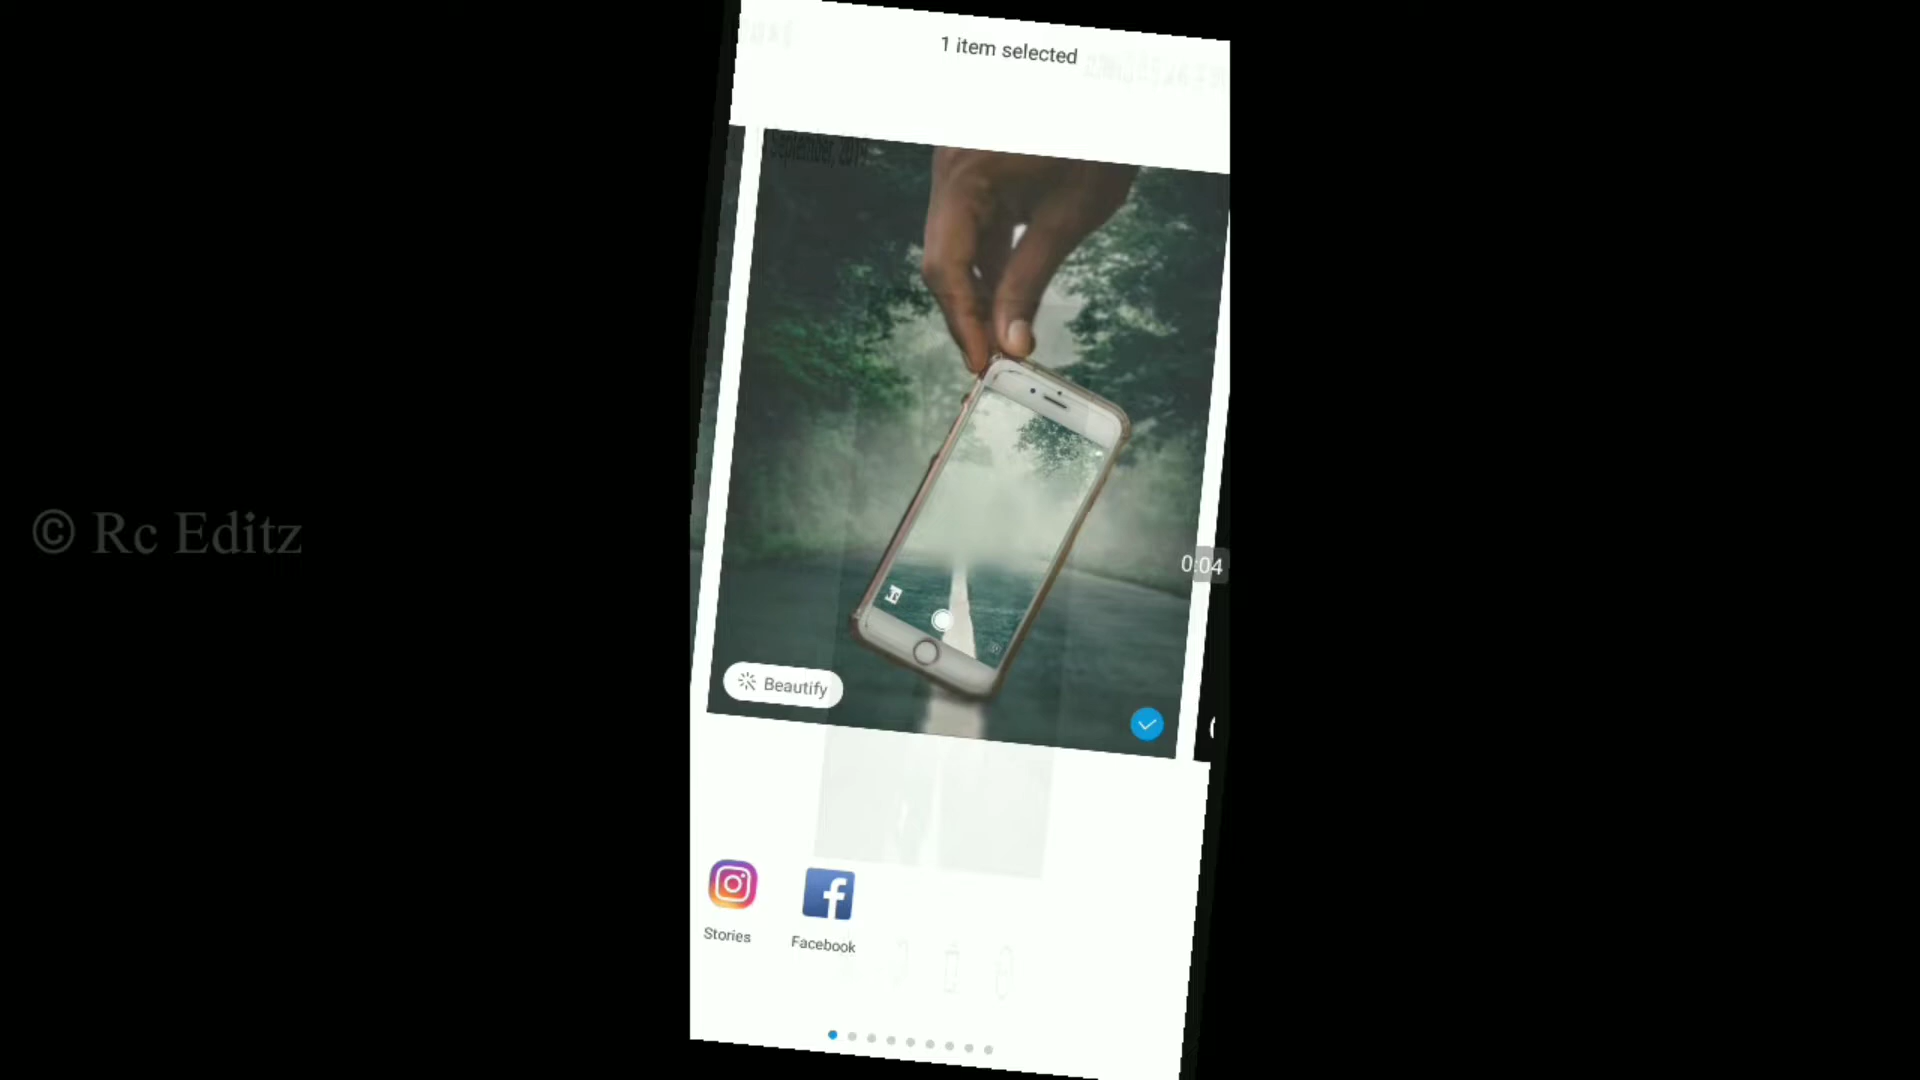 1 item selected
© Rc Editz
0:04
Beautify
Stories
Facebook